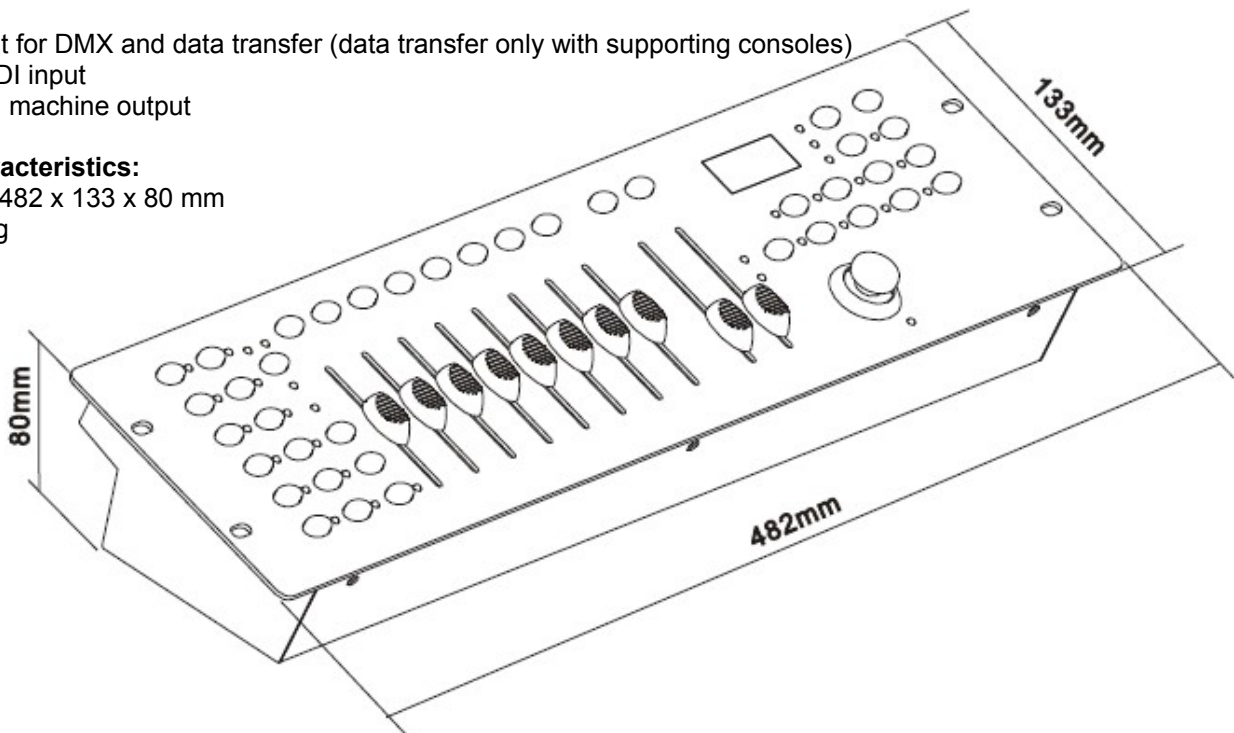 t for DMX and data transfer (data transfer only with supporting consoles)
DI input
machine output
racteristics:
482 x 133 x 80 mm
g
133mm
80mm
482mm